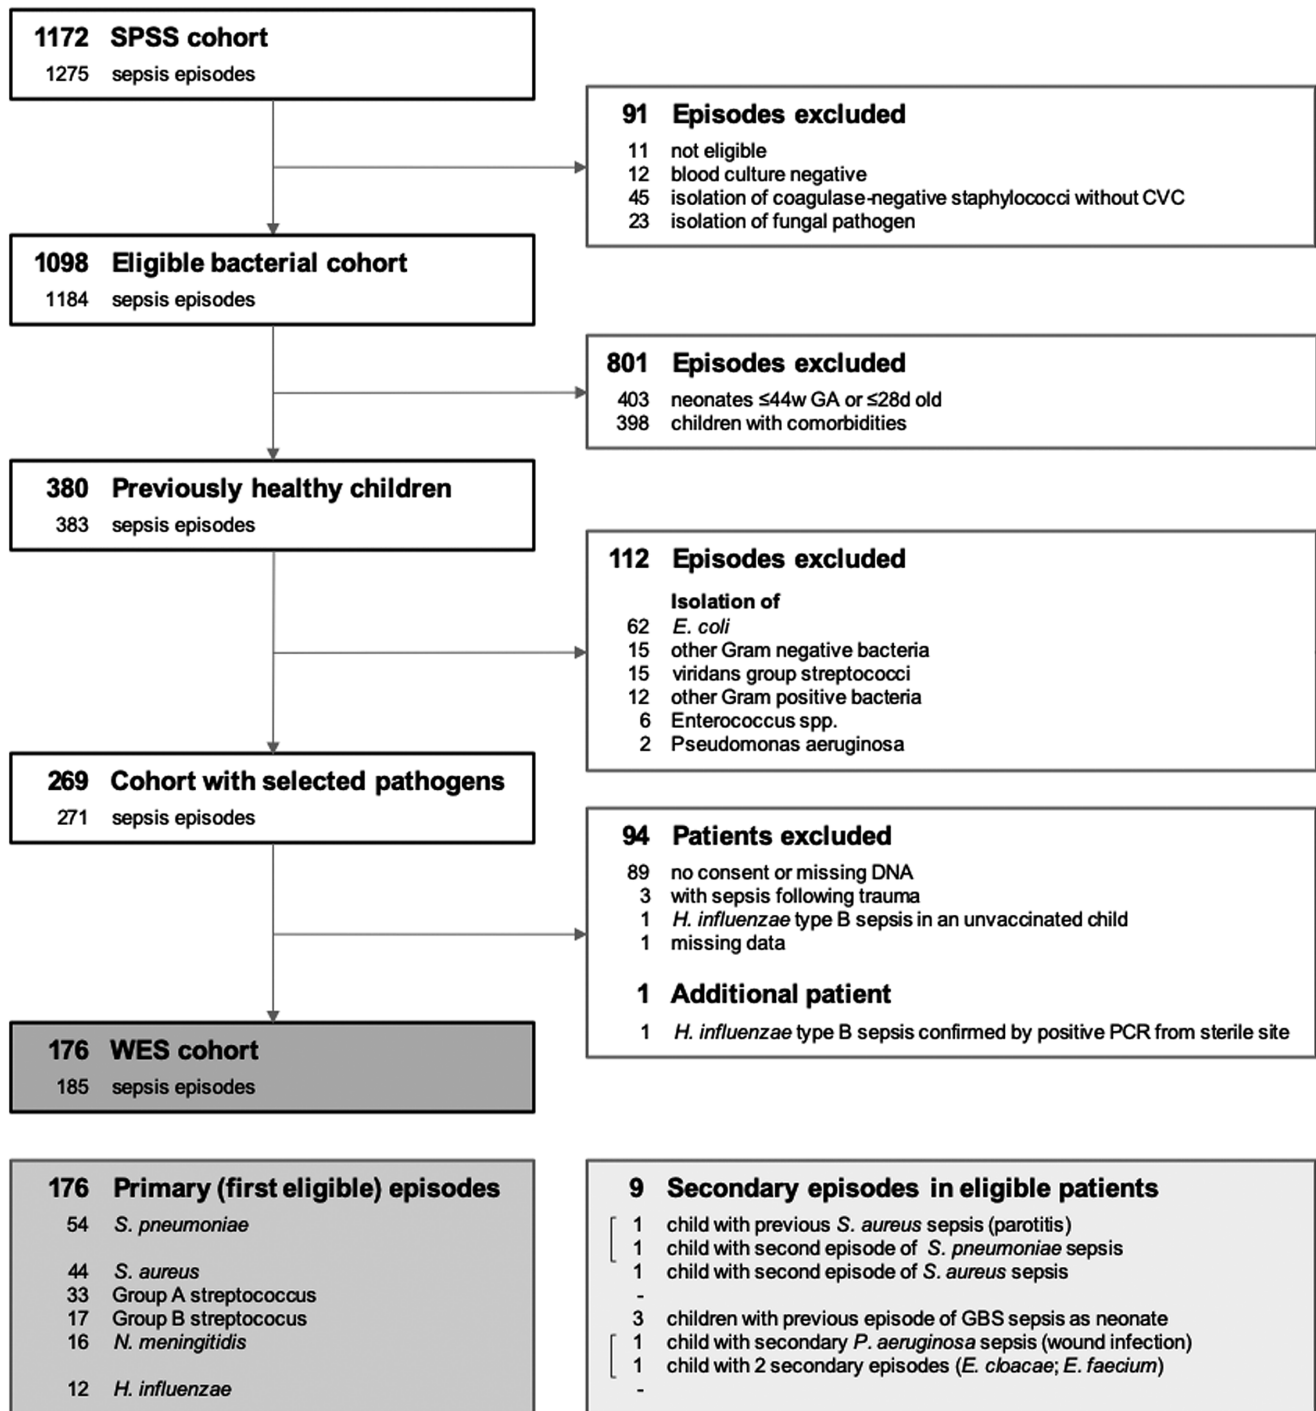 1172 SPSS cohort
1275 sepsis episodes
91 Episodes excluded
11 not eligible
12 blood culture negative
45 isolation of coagulase-negative staphylococci without CVC
23 isolation of fungal pathogen
1098 Eligible bacterial cohort
1184 sepsis episodes
801 Episodes excluded
403 neonates ≤44w GA or ≤28d old
398 children with comorbidities
380 Previously healthy children
383 sepsis episodes
112 Episodes excluded
Isolation of
62 E. coli
15 other Gram negative bacteria
15 viridans group streptococci
12 other Gram positive bacteria
6 Enterococcus spp.
2 Pseudomonas aeruginosa
269 Cohort with selected pathogens
271 sepsis episodes
94 Patients excluded
89 no consent or missing DNA
3 with sepsis following trauma
1 H. influenzae type B sepsis in an unvaccinated child
1 missing data
1 Additional patient
1 H. influenzae type B sepsis confirmed by positive PCR from sterile site
176 WES cohort
185 sepsis episodes
176 Primary (first eligible) episodes
54 S. pneumoniae
44 S. aureus
33 Group A streptococcus
17 Group B streptocosus
16 N. meningitidis
12 H. influenzae
9 Secondary episodes in eligible patients
1 child with previous S. aureus sepsis (parotitis)
1 child with second episode of S. pneumoniae sepsis
1 child with second episode of S. aureus sepsis
-
3 children with previous episode of GBS sepsis as neonate
1 child with secondary P. aeruginosa sepsis (wound infection)
1 child with 2 secondary episodes (E. cloacae; E. faecium)
-